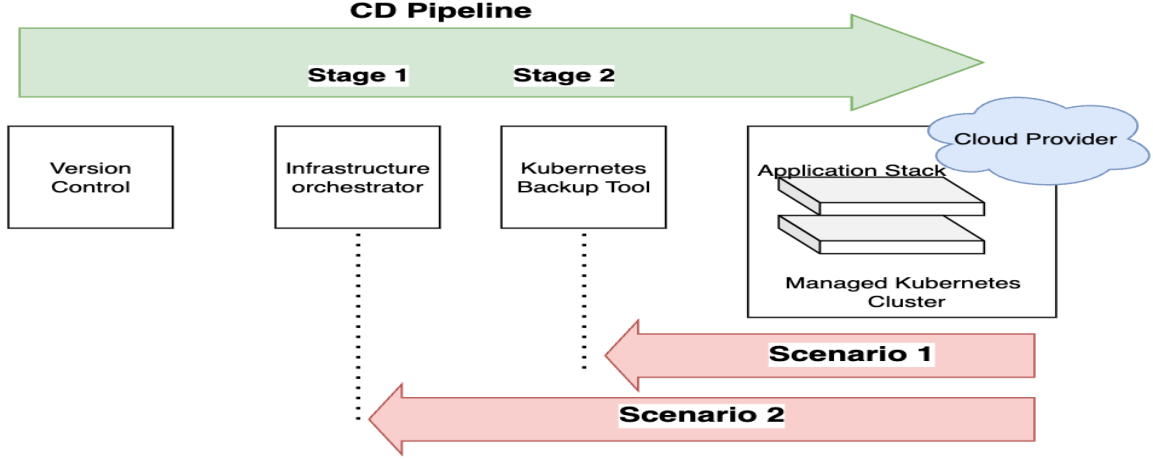 CD Pipeline
Stage 1
Stage 2
Version
Control
Infrastructure
orchestrator
Kubernetes
Backup Tool
Cloud Provider
Application Stack
Managed Kubernetes
Cluster
Scenario 1
Scenario 2